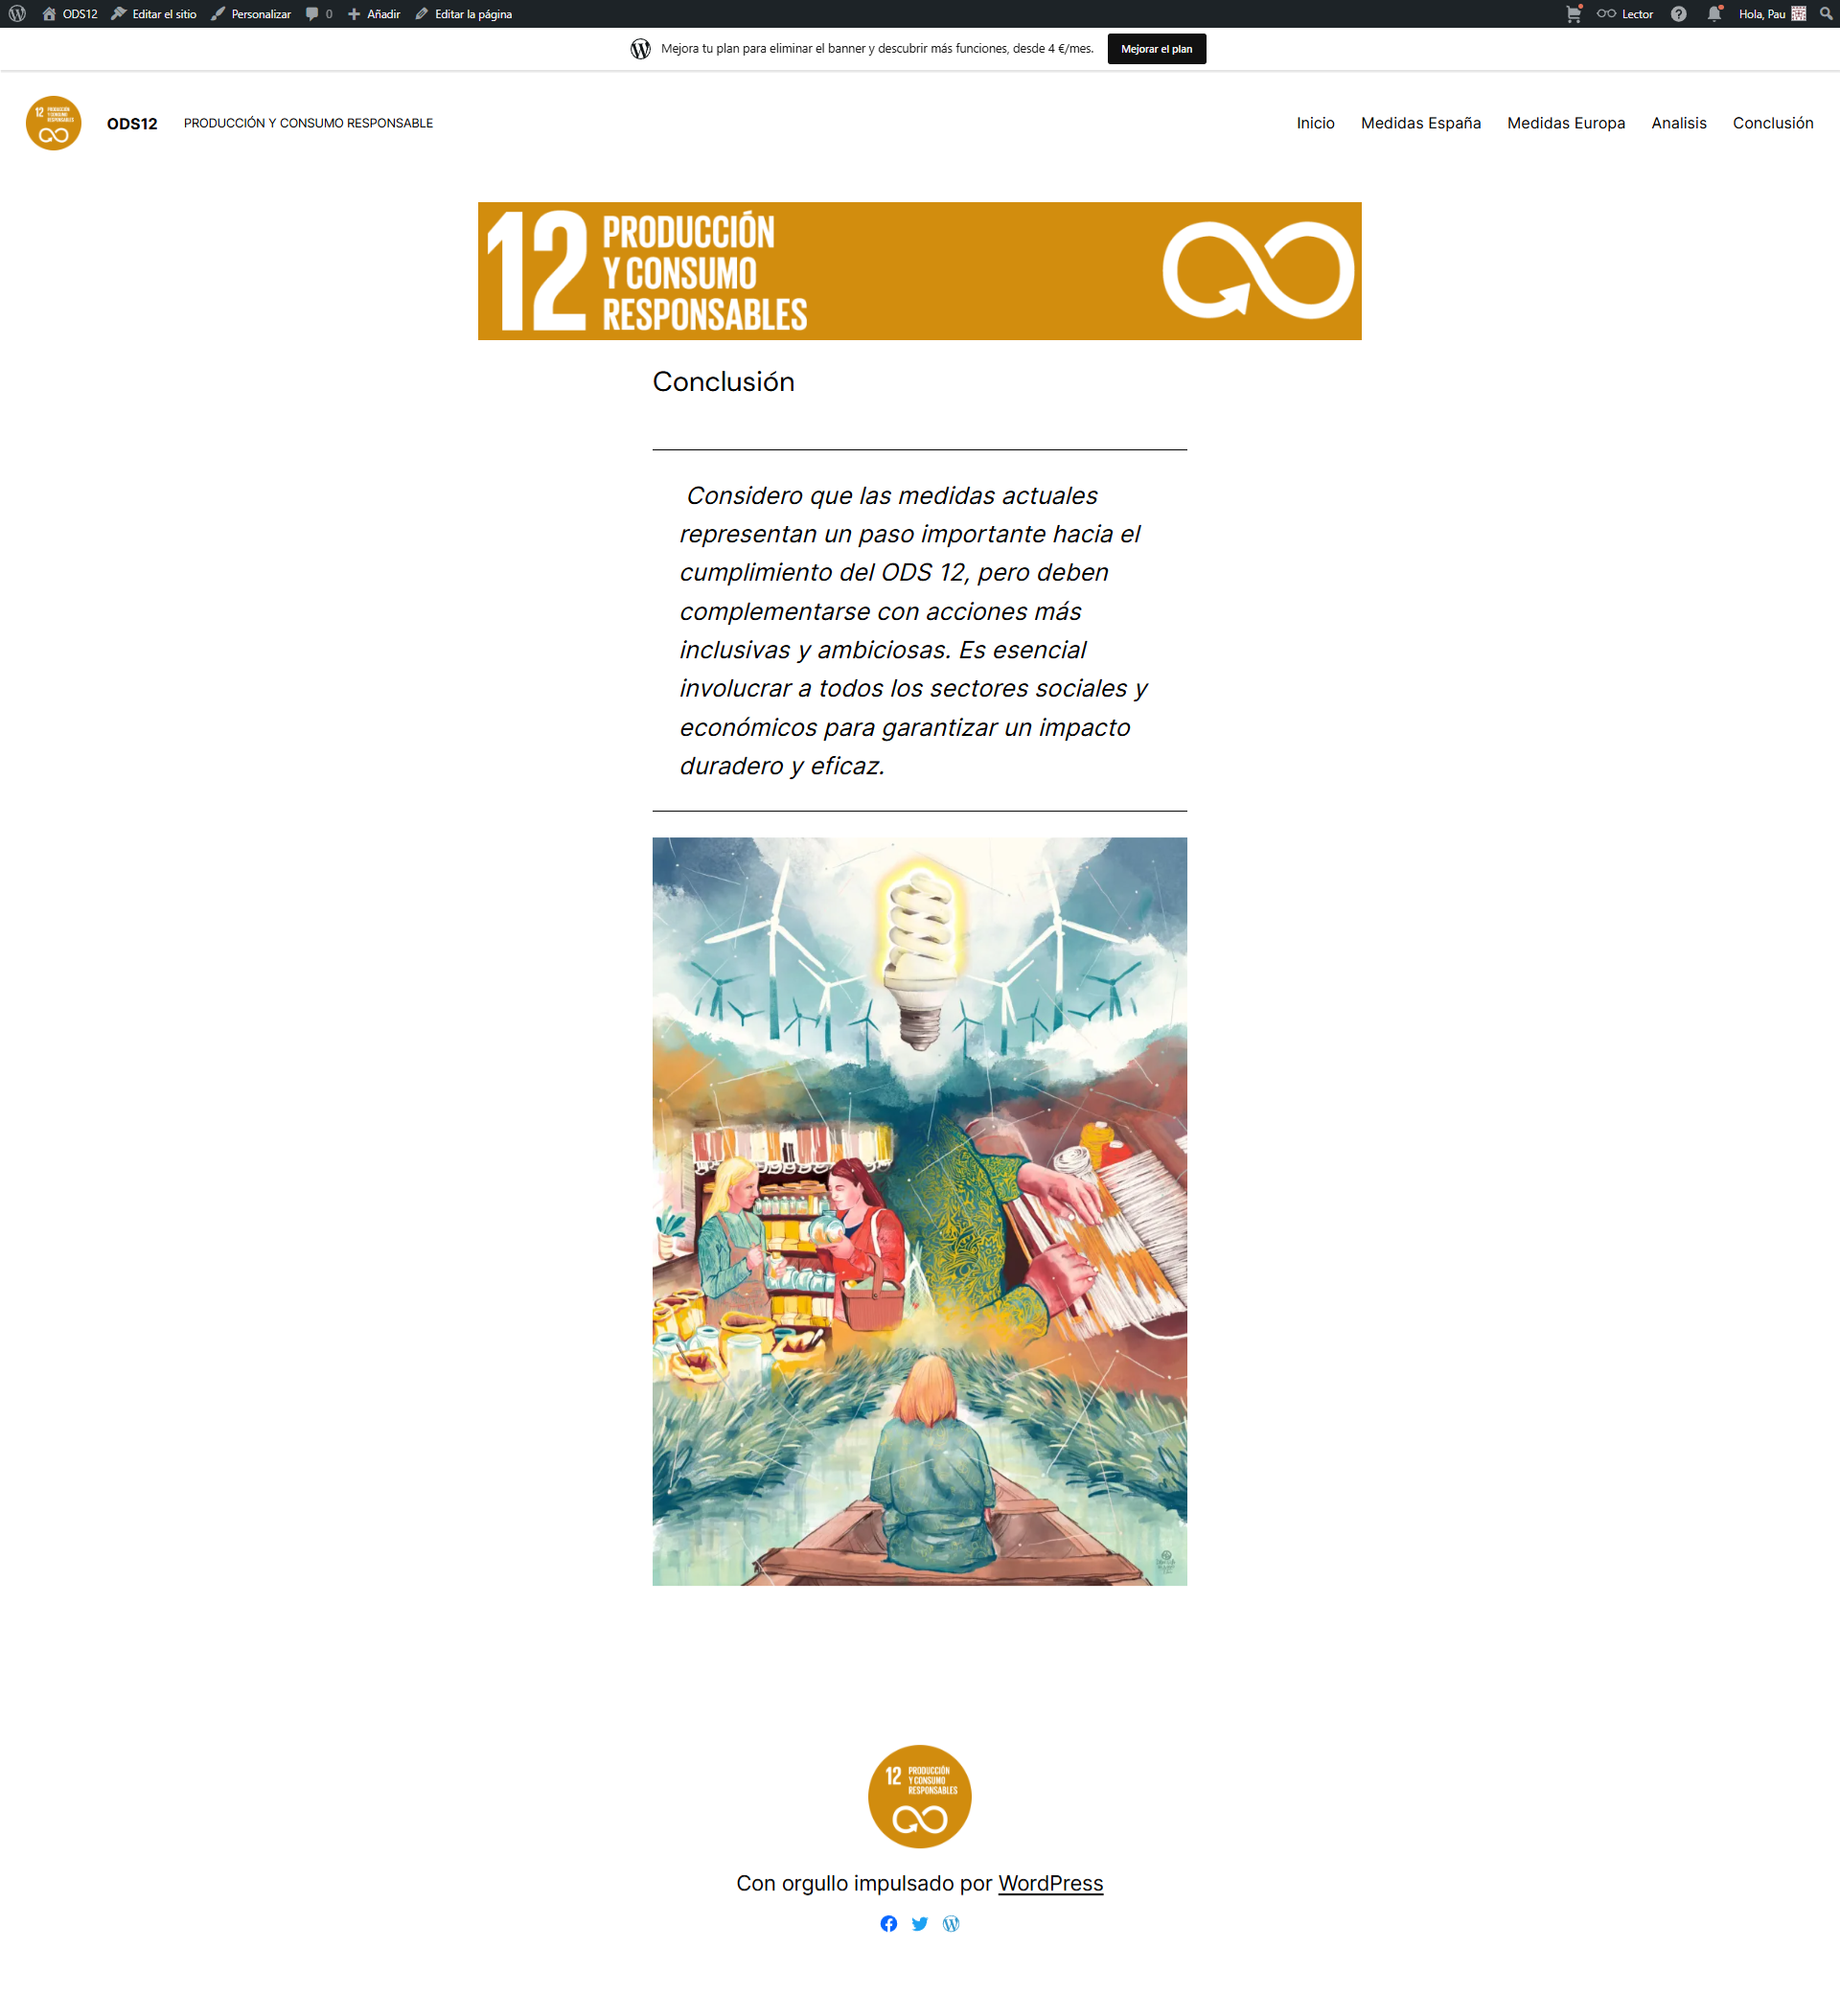 ODS12 Editar el sitio Personalizar 0 Añadir Editar la página Lector Hola, Pau
Mejora tu plan para eliminar el banner y descubrir más funciones, desde 4 €/mes. Mejorar el plan
12 PRODUCCIÓN
Y CONSUMO
RESPONSABLES
ODS12 PRODUCCIÓN Y CONSUMO RESPONSABLE Inicio Medidas España Medidas Europa Analisis Conclusión
12 PRODUCCIÓN
Y CONSUMO
RESPONSABLES
Conclusión
Considero que las medidas actuales
representan un paso importante hacia el
cumplimiento del ODS 12, pero deben
complementarse con acciones más
inclusivas y ambiciosas. Es esencial
involucrar a todos los sectores sociales y
económicos para garantizar un impacto
duradero y eficaz.
12 PRODUCCIÓN
Y CONSUMO
RESPONSABLES
Con orgullo impulsado por WordPress